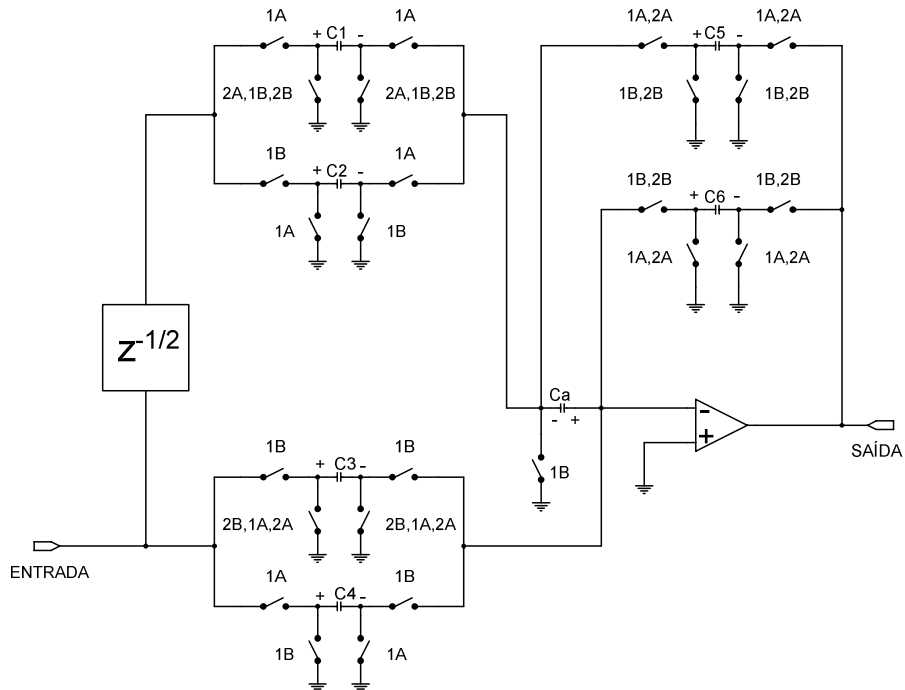 1A
+ C1 -
1A
2A,1B,2B
2A,1B,2B
1B
+ C2 -
1A
1A
1B
1A,2A
+ C5 -
1A,2A
1B,2B
1B,2B
1B,2B
+ C6 -
1B,2B
1A,2A
1A,2A
z-1/2
Ca
- +
1B
-
+
SAÍDA
1B
+ C3 -
1B
2B,1A,2A
2B,1A,2A
ENTRADA
1A
+ C4 -
1B
1B
1A